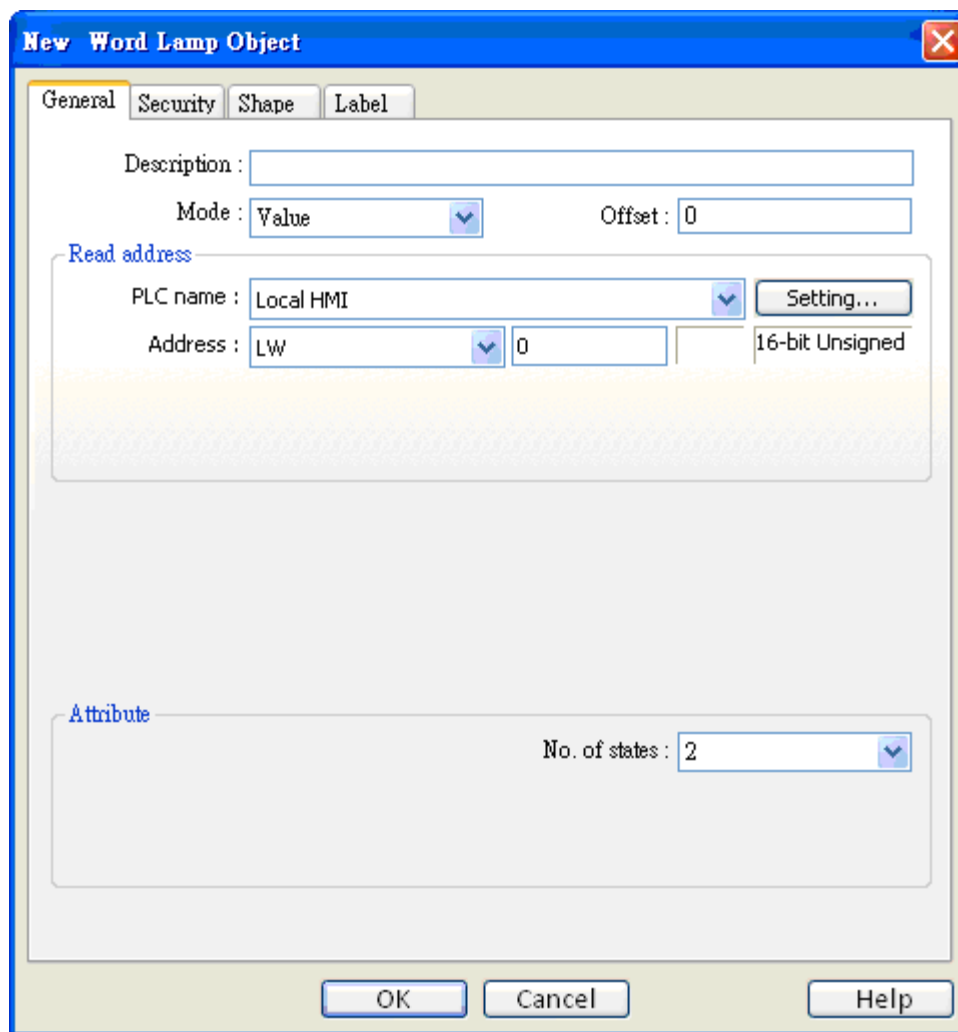 New Word Lamp Object
General Security Shape Label
Description :
Mode : Value Offset : 0
Read address
PLC name : Local HMI Setting...
Address : LW 0 16-bit Unsigned
Attribute
No. of states : 2
OK Cancel Help